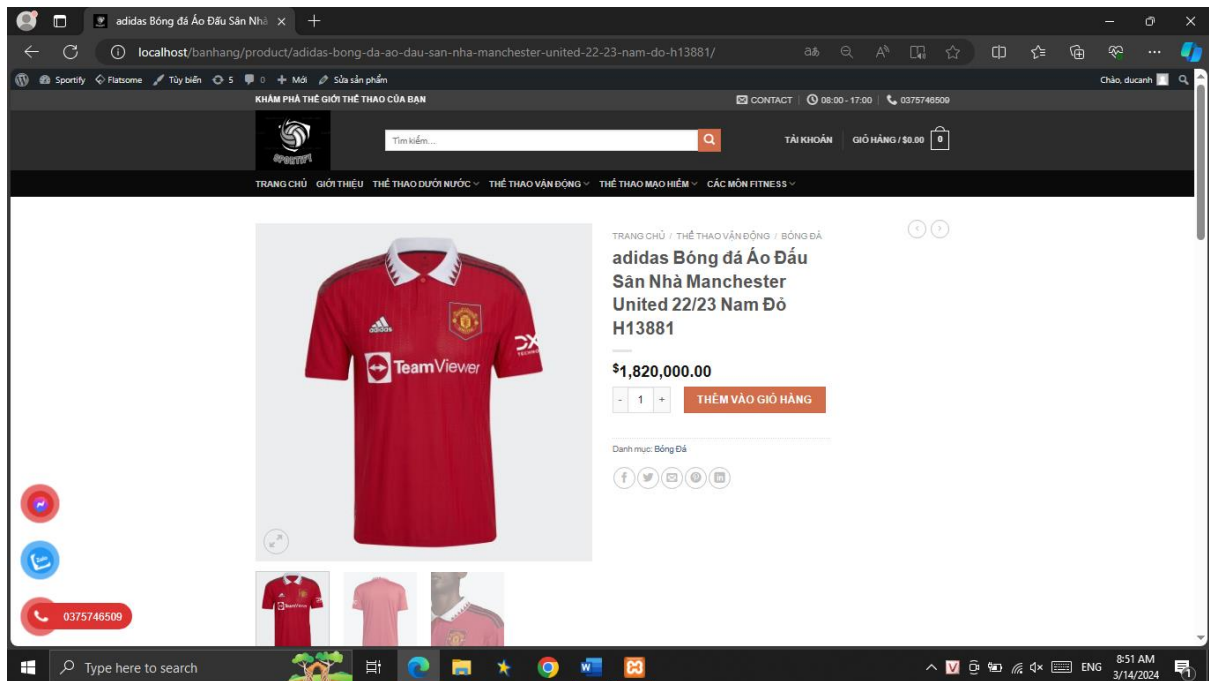 adidas Bóng đá Áo Đấu Sân Nhà
localhost/banhang/product/adidas-bong-da-ao-dau-san-nha-manchester-united-22-23-nam-do-h13881/
Sportify Flatsome Tùy biến 5 0 Mới Sửa sản phẩm Chào, ducanh
KHÁM PHÁ THẾ GIỚI THỂ THAO CỦA BẠN CONTACT 08:00 - 17:00 0375746509
Tìm kiếm... TÀI KHOẢN GIỎ HÀNG / $0.00 0
TRANG CHỦ GIỚI THIỆU THỂ THAO DƯỚI NƯỚC THỂ THAO VẬN ĐỘNG THỂ THAO MẠO HIỂM CÁC MÔN FITNESS
TRANG CHỦ / THỂ THAO VẬN ĐỘNG / BÓNG ĐÁ
adidas Bóng đá Áo Đấu
Sân Nhà Manchester
United 22/23 Nam Đỏ
H13881
$1,820,000.00
- 1 + THÊM VÀO GIỎ HÀNG
Danh mục: Bóng Đá
adidas
DX
TeamViewer
Zalo
0375746509
Type here to search
ENG
8:51 AM
3/14/2024